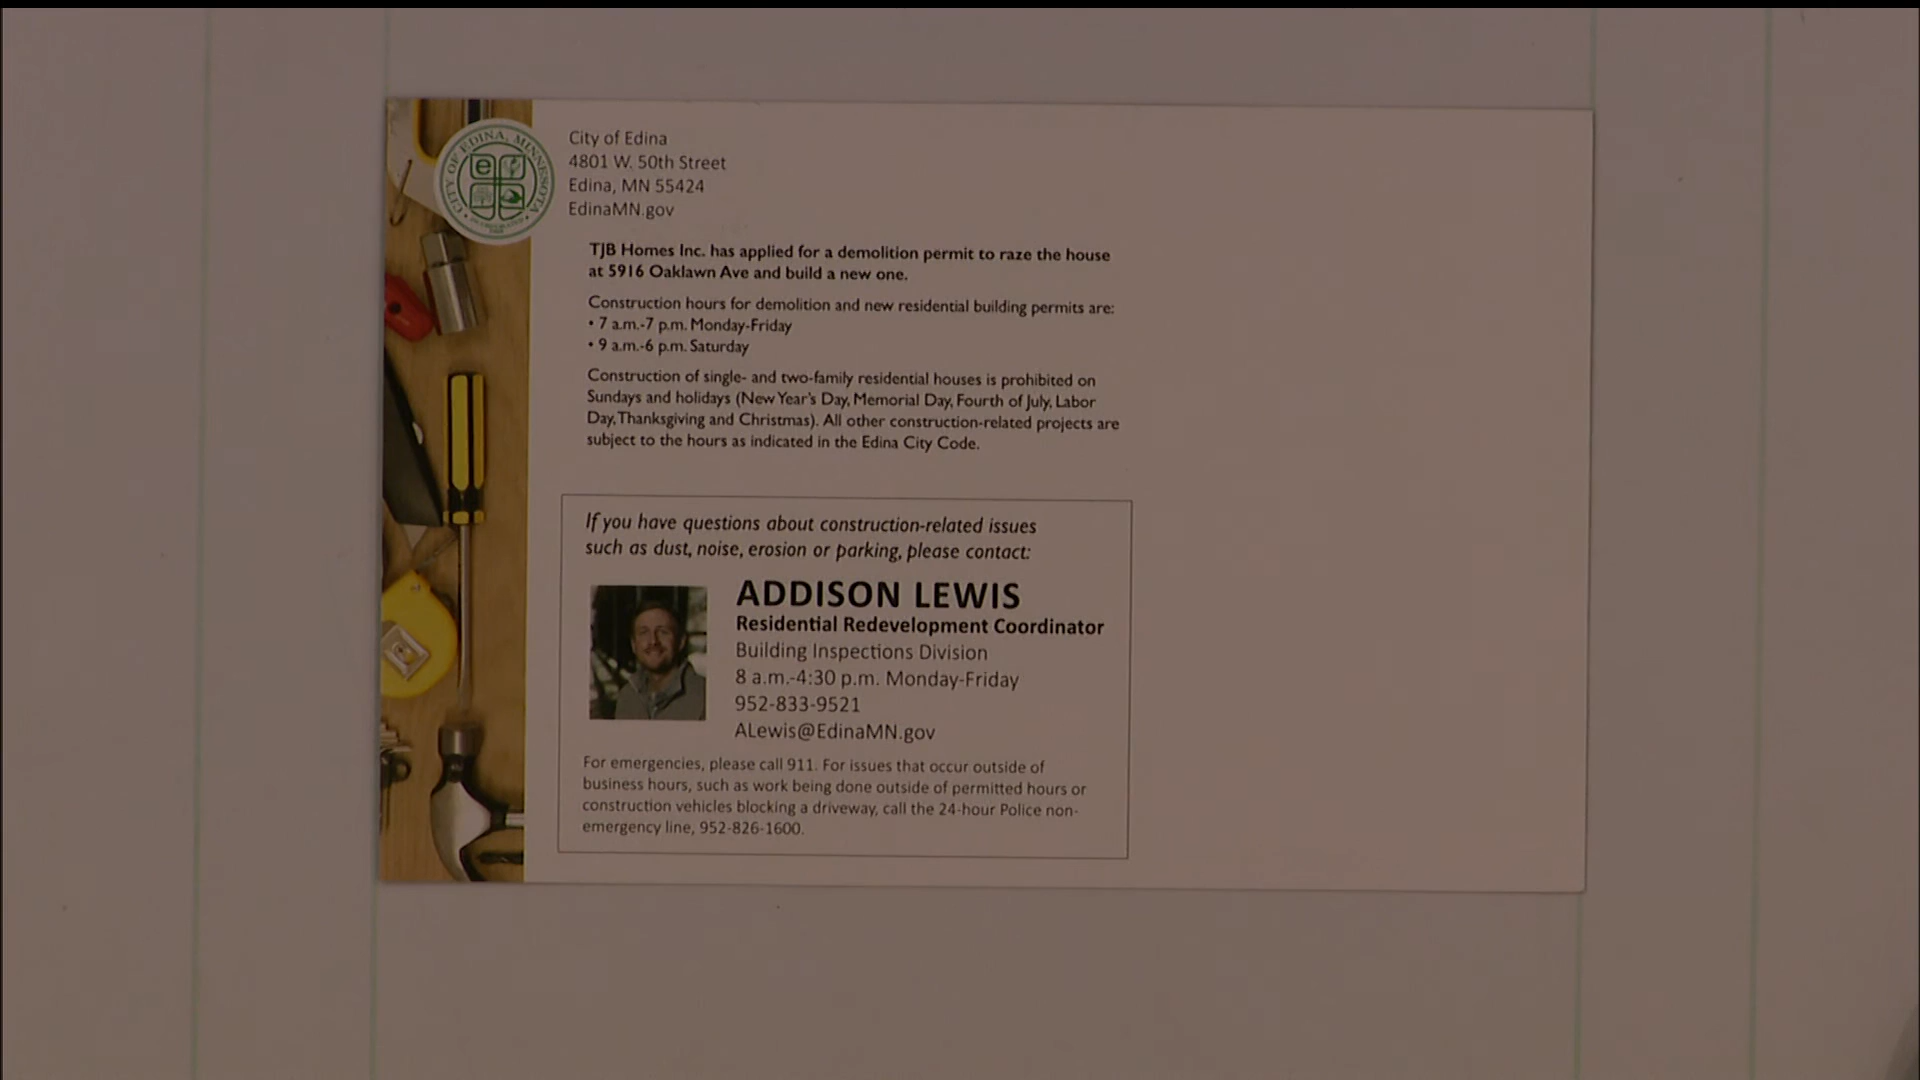 CITY OF EDINA, MINNESOTA
e
City of Edina
4801 W. 50th Street
Edina, MN 55424
EdinaMN.gov
TJB Homes Inc. has applied for a demolition permit to raze the house
at 5916 Oaklawn Ave and build a new one.
Construction hours for demolition and new residential building permits are:
• 7 a.m.-7 p.m. Monday-Friday
• 9 a.m.-6 p.m. Saturday
Construction of single- and two-family residential houses is prohibited on
Sundays and holidays (New Year's Day, Memorial Day, Fourth of July, Labor
Day, Thanksgiving and Christmas). All other construction-related projects are
subject to the hours as indicated in the Edina City Code.
If you have questions about construction-related issues
such as dust, noise, erosion or parking, please contact:
ADDISON LEWIS
Residential Redevelopment Coordinator
Building Inspections Division
8 a.m.-4:30 p.m. Monday-Friday
952-833-9521
ALewis@EdinaMN.gov
For emergencies, please call 911. For issues that occur outside of
business hours, such as work being done outside of permitted hours or
construction vehicles blocking a driveway, call the 24-hour Police non-
emergency line, 952-826-1600.